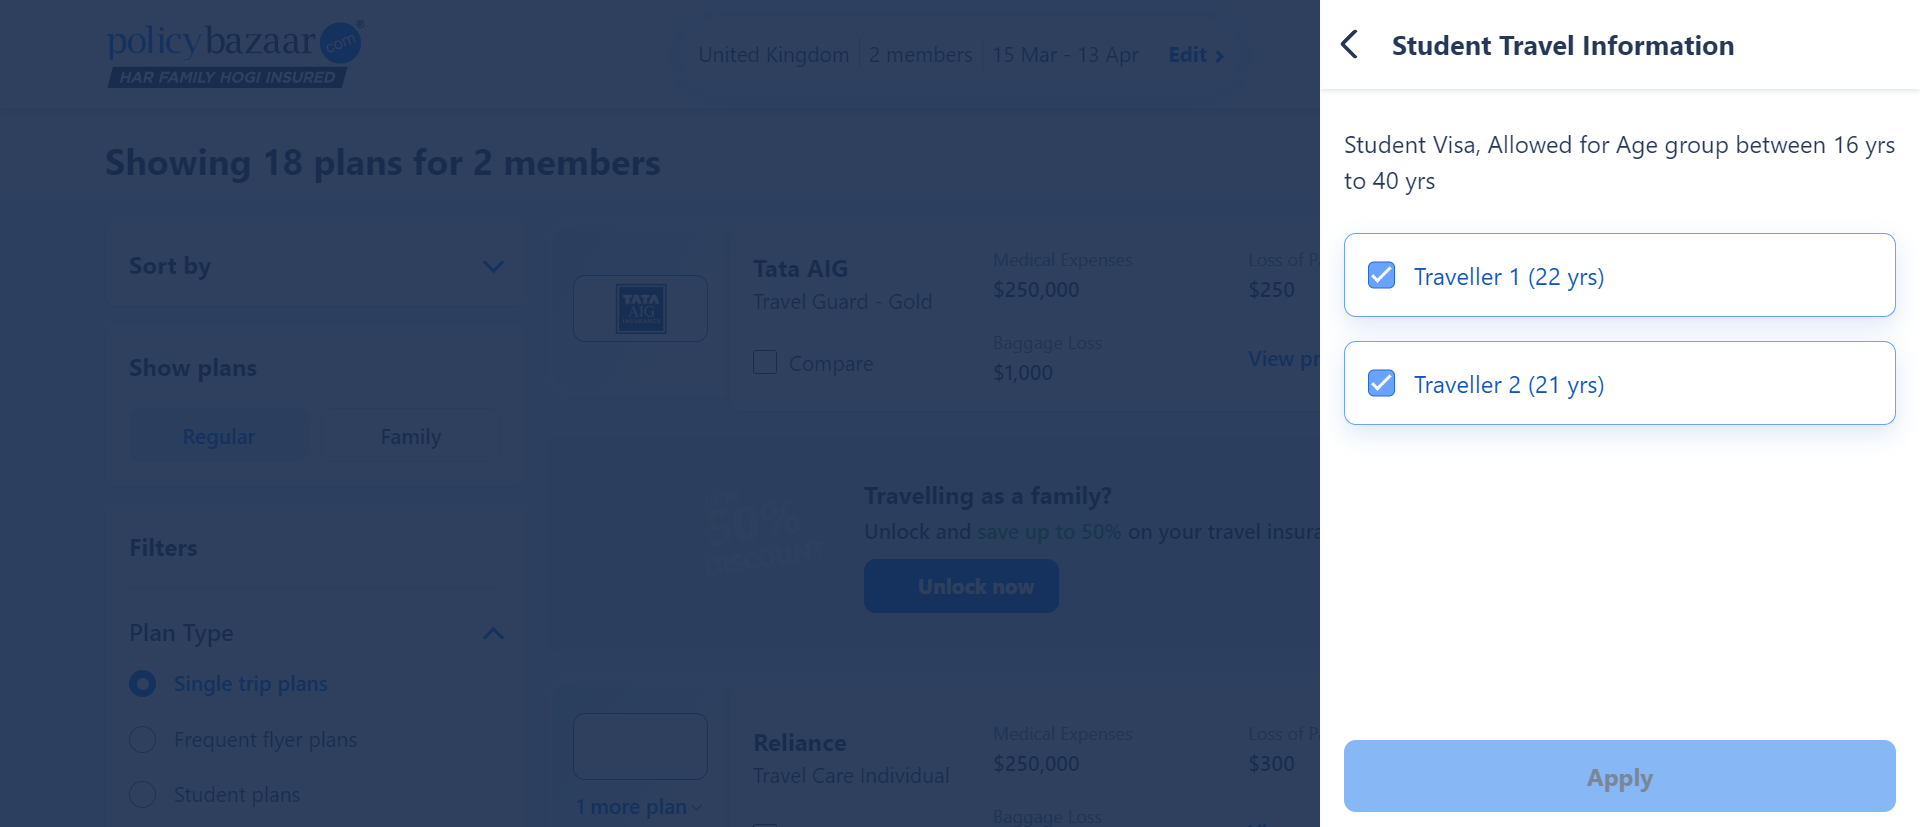 policybazaar.com®
HAR FAMILY HOGI INSURED
United Kingdom 2 members 15 Mar - 13 Apr Edit
Showing 18 plans for 2 members
Sort by
Show plans
Regular Family
Filters
Plan Type
Single trip plans
Frequent flyer plans
Student plans
TATA
AIG
INSURANCE
Tata AIG
Travel Guard - Gold
Compare
Medical Expenses
$250,000
Baggage Loss
$1,000
Loss of P
$250
View pr
50%
DISCOUNT
Travelling as a family?
Unlock and save up to 50% on your travel insura
Unlock now
1 more plan
Reliance
Travel Care Individual
Medical Expenses
$250,000
Baggage Loss
Loss of P
$300
Student Travel Information
Student Visa, Allowed for Age group between 16 yrs
to 40 yrs
Traveller 1 (22 yrs)
Traveller 2 (21 yrs)
Apply